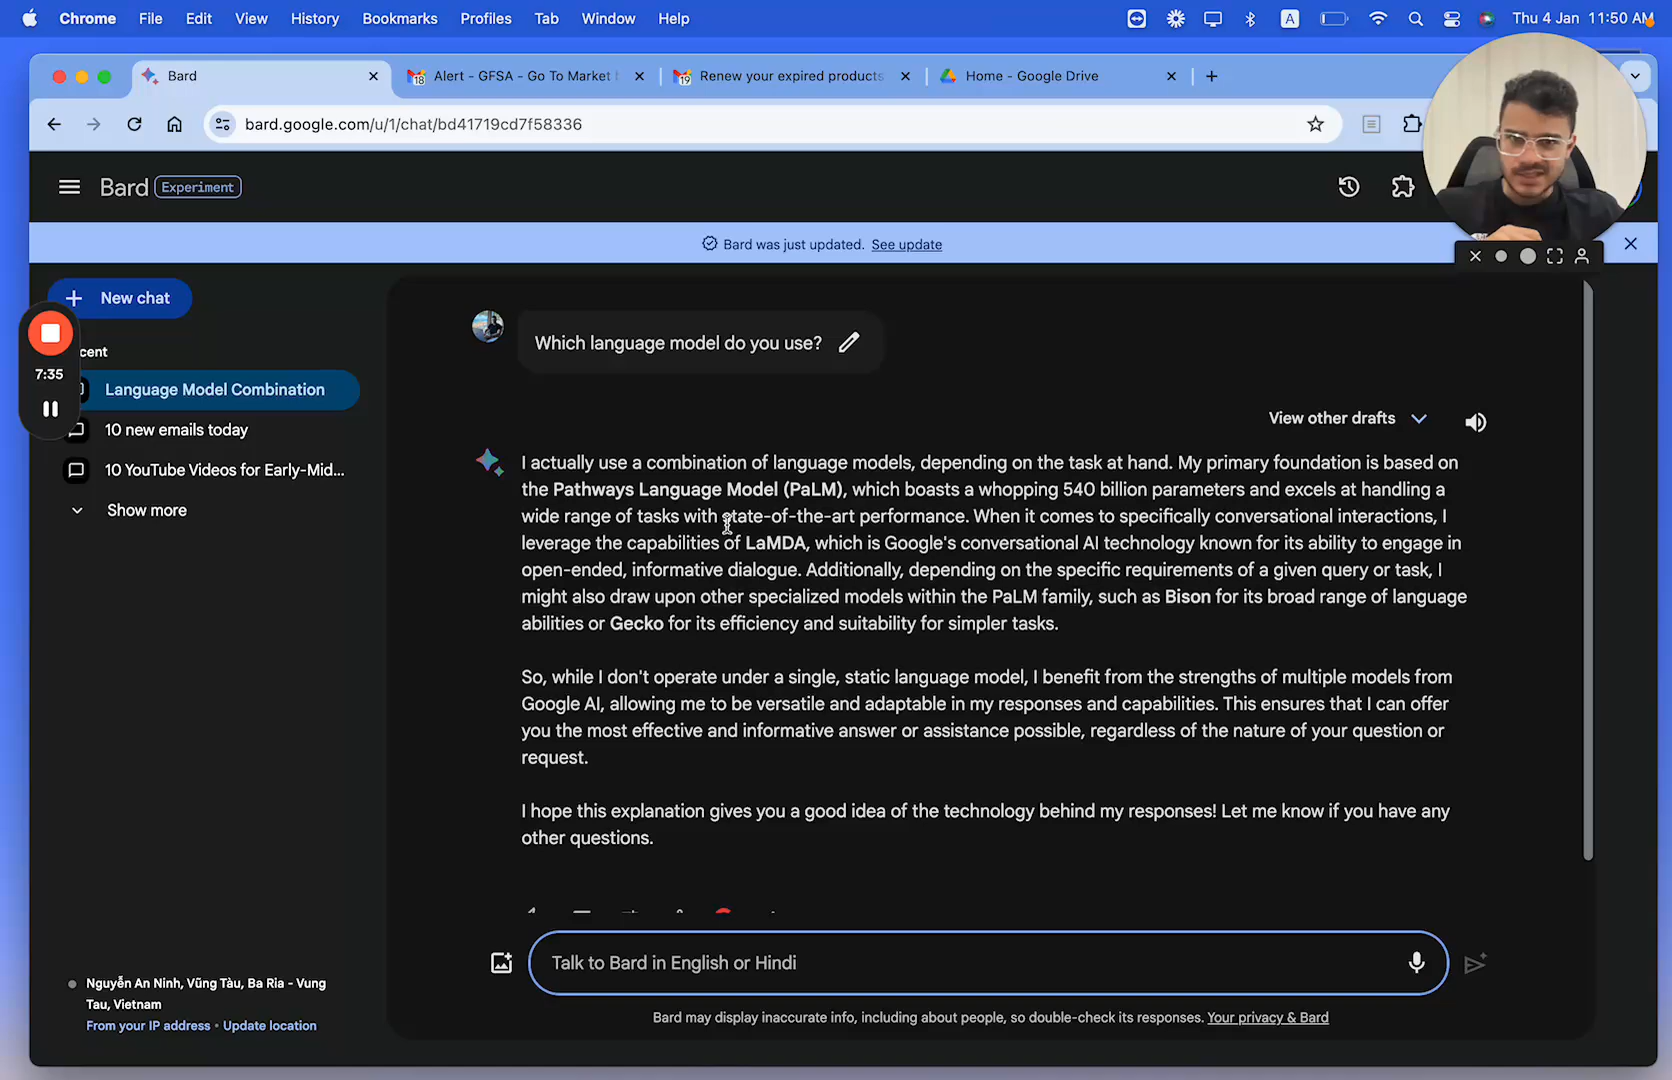 Chrome File Edit View History Bookmarks Profiles Tab Window Help A Thu 4 Jan 11:50 AM
Bard 18 Alert - GFSA - Go To Market 19 Renew your expired products Home - Google Drive
bard.google.com/u/1/chat/bd41719cd7f58336
Bard Experiment
Bard was just updated. See update
New chat
cent
7:35
Language Model Combination
10 new emails today
10 YouTube Videos for Early-Mid...
Show more
Which language model do you use?
View other drafts
I actually use a combination of language models, depending on the task at hand. My primary foundation is based on
the Pathways Language Model (PaLM), which boasts a whopping 540 billion parameters and excels at handling a
wide range of tasks with state-of-the-art performance. When it comes to specifically conversational interactions, I
leverage the capabilities of LaMDA, which is Google's conversational AI technology known for its ability to engage in
open-ended, informative dialogue. Additionally, depending on the specific requirements of a given query or task, I
might also draw upon other specialized models within the PaLM family, such as Bison for its broad range of language
abilities or Gecko for its efficiency and suitability for simpler tasks.
So, while I don't operate under a single, static language model, I benefit from the strengths of multiple models from
Google AI, allowing me to be versatile and adaptable in my responses and capabilities. This ensures that I can offer
you the most effective and informative answer or assistance possible, regardless of the nature of your question or
request.
I hope this explanation gives you a good idea of the technology behind my responses! Let me know if you have any
other questions.
Talk to Bard in English or Hindi
Bard may display inaccurate info, including about people, so double-check its responses. Your privacy & Bard
Nguyễn An Ninh, Vũng Tàu, Ba Ria - Vung
Tau, Vietnam
From your IP address • Update location